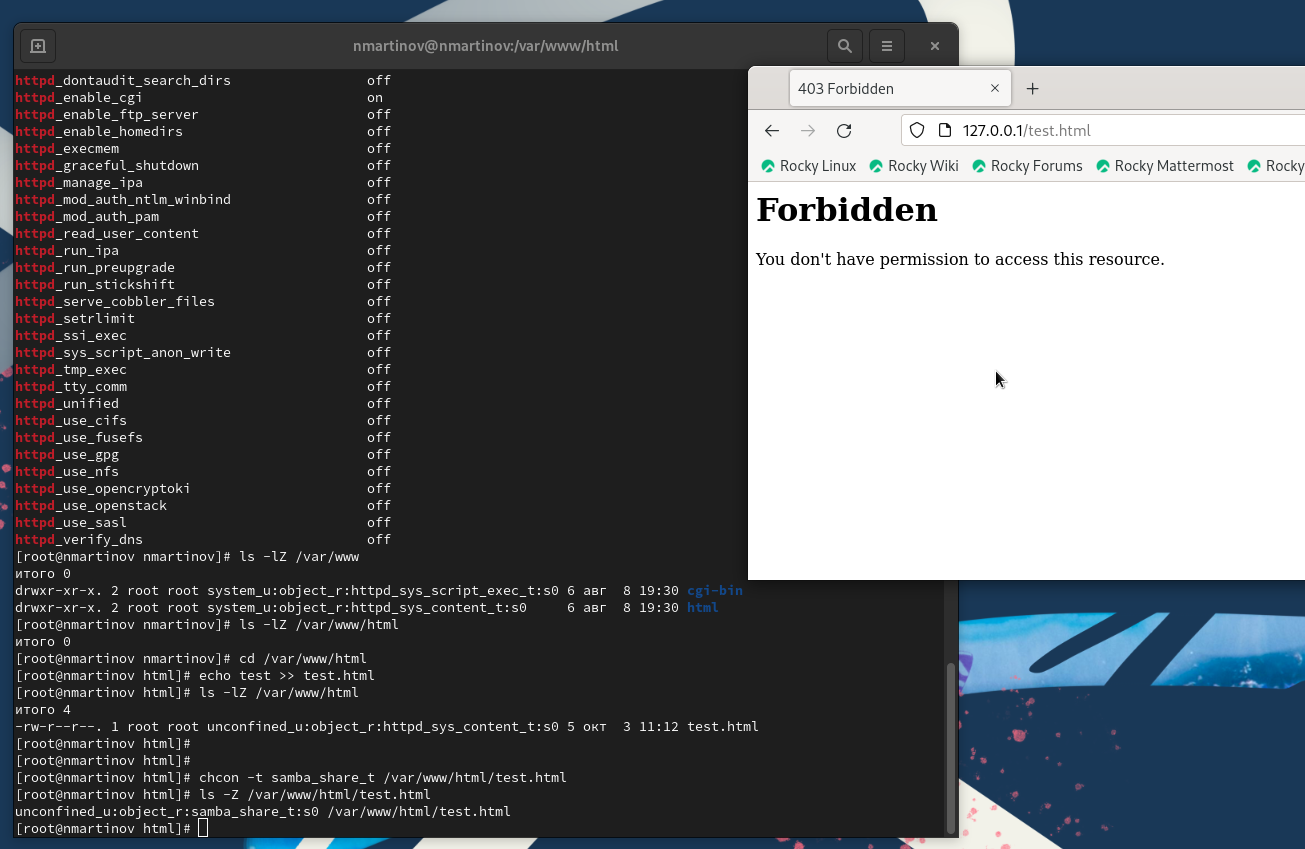 nmartinov@nmartinov:/var/www/html
httpd_dontaudit_search_dirs off
httpd_enable_cgi on
httpd_enable_ftp_server off
httpd_enable_homedirs off
httpd_execmem off
httpd_graceful_shutdown off
httpd_manage_ipa off
httpd_mod_auth_ntlm_winbind off
httpd_mod_auth_pam off
httpd_read_user_content off
httpd_run_ipa off
httpd_run_preupgrade off
httpd_run_stickshift off
httpd_serve_cobbler_files off
httpd_setrlimit off
httpd_ssi_exec off
httpd_sys_script_anon_write off
httpd_tmp_exec off
httpd_tty_comm off
httpd_unified off
httpd_use_cifs off
httpd_use_fusefs off
httpd_use_gpg off
httpd_use_nfs off
httpd_use_opencryptoki off
httpd_use_openstack off
httpd_use_sasl off
httpd_verify_dns off
[root@nmartinov nmartinov]# ls -lZ /var/www
итого 0
drwxr-xr-x. 2 root root system_u:object_r:httpd_sys_script_exec_t:s0 6 авг 8 19:30 cgi-bin
drwxr-xr-x. 2 root root system_u:object_r:httpd_sys_content_t:s0 6 авг 8 19:30 html
[root@nmartinov nmartinov]# ls -lZ /var/www/html
итого 0
[root@nmartinov nmartinov]# cd /var/www/html
[root@nmartinov html]# echo test >> test.html
[root@nmartinov html]# ls -lZ /var/www/html
итого 4
-rw-r--r--. 1 root root unconfined_u:object_r:httpd_sys_content_t:s0 5 окт 3 11:12 test.html
[root@nmartinov html]#
[root@nmartinov html]#
[root@nmartinov html]# chcon -t samba_share_t /var/www/html/test.html
[root@nmartinov html]# ls -Z /var/www/html/test.html
unconfined_u:object_r:samba_share_t:s0 /var/www/html/test.html
[root@nmartinov html]#
403 Forbidden
127.0.0.1/test.html
Rocky Linux Rocky Wiki Rocky Forums Rocky Mattermost Rocky
Forbidden
You don't have permission to access this resource.